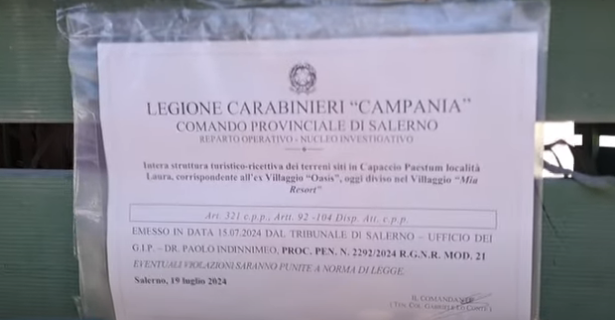 LEGIONE CARABINIERI “CAMPANIA”
COMANDO PROVINCIALE DI SALERNO
REPARTO OPERATIVO – NUCLEO INVESTIGATIVO
Intera struttura turistico-ricettiva dei terreni siti in Capaccio Paestum località
Laura, corrispondente all'ex Villaggio “Oasis”, oggi diviso nel Villaggio “Mia
Resort”
Art. 321 c.p.p., Artt. 92 -104 Disp. Att. c.p.p.
EMESSO IN DATA 15.07.2024 DAL TRIBUNALE DI SALERNO – UFFICIO DEI
G.I.P. – DR. PAOLO INDINNIMEO, PROC. PEN. N. 2292/2024 R.G.N.R. MOD. 21
EVENTUALI VIOLAZIONI SARANNO PUNITE A NORMA DI LEGGE.
Salerno, 19 luglio 2024
IL COMANDANTE